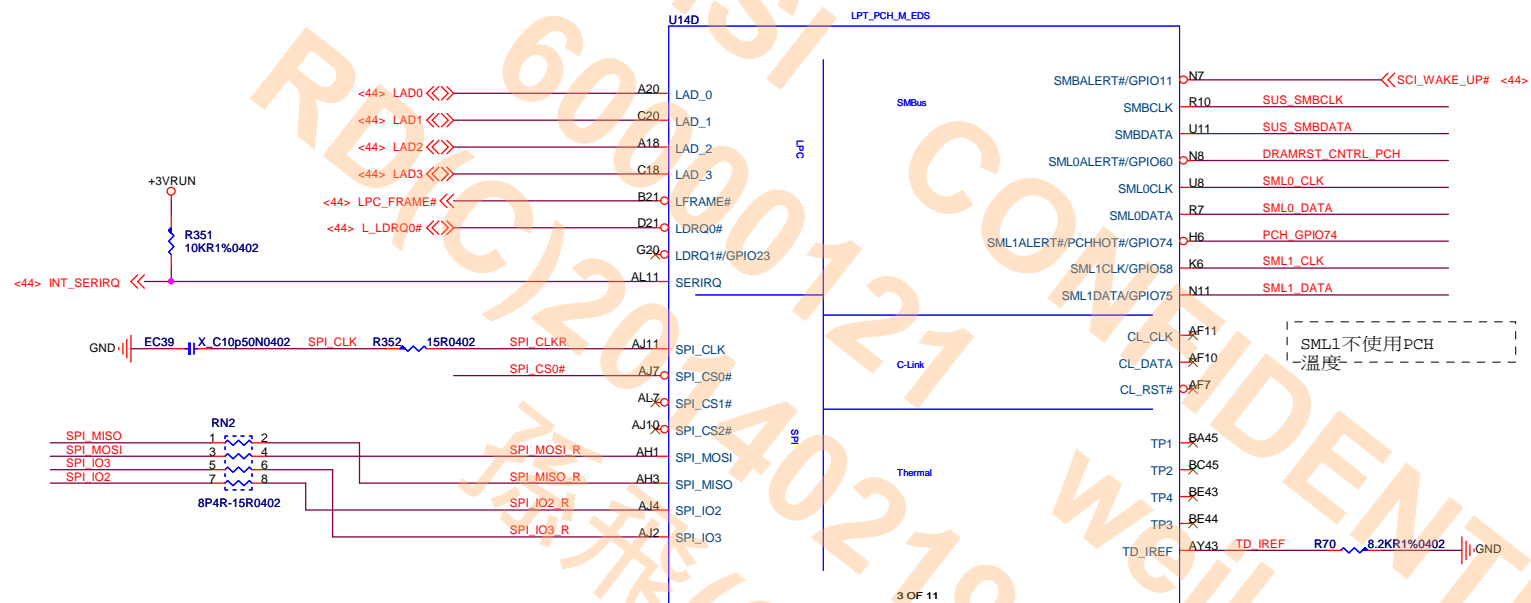 U14D
LPT_PCH_M_EDS
<44> LAD0
A20
LAD_0
<44> LAD1
C20
LAD_1
<44> LAD2
A18
LAD_2
<44> LAD3
C18
LAD_3
<44> LPC_FRAME#
B21
LFRAME#
<44> L_LDRQ0#
D21
LDRQ0#
G20
LDRQ1#/GPIO23
<44> INT_SERIRQ
AL11
SERIRQ
+3VRUN
R351
10KR1%0402
LPC
SMBus
SMBALERT#/GPIO11
N7
SCI_WAKE_UP# <44>
SMBCLK
R10
SUS_SMBCLK
SMBDATA
U11
SUS_SMBDATA
SML0ALERT#/GPIO60
N8
DRAMRST_CNTRL_PCH
SML0CLK
U8
SML0_CLK
SML0DATA
R7
SML0_DATA
SML1ALERT#/PCHHOT#/GPIO74
H6
PCH_GPIO74
SML1CLK/GPIO58
K6
SML1_CLK
SML1DATA/GPIO75
N11
SML1_DATA
GND
EC39
X_C10p50N0402
SPI_CLK
R352
15R0402
SPI_CLKR
AJ11
SPI_CLK
SPI_CS0#
AJ7
SPI_CS0#
AL7
SPI_CS1#
AJ10
SPI_CS2#
RN2
SPI_MISO
1
2
SPI_MOSI
3
4
SPI_IO3
5
6
SPI_IO2
7
8
8P4R-15R0402
SPI_MOSI_R
AH1
SPI_MOSI
SPI_MISO_R
AH3
SPI_MISO
SPI_IO2_R
AJ4
SPI_IO2
SPI_IO3_R
AJ2
SPI_IO3
SPI
C-Link
CL_CLK
AF11
CL_DATA
AF10
CL_RST#
AF7
SML1不使用PCH
溫度
Thermal
TP1
BA45
TP2
BC45
TP4
BE43
TP3
BE44
TD_IREF
AY43
TD_IREF
R70
8.2KR1%0402
GND
3 OF 11